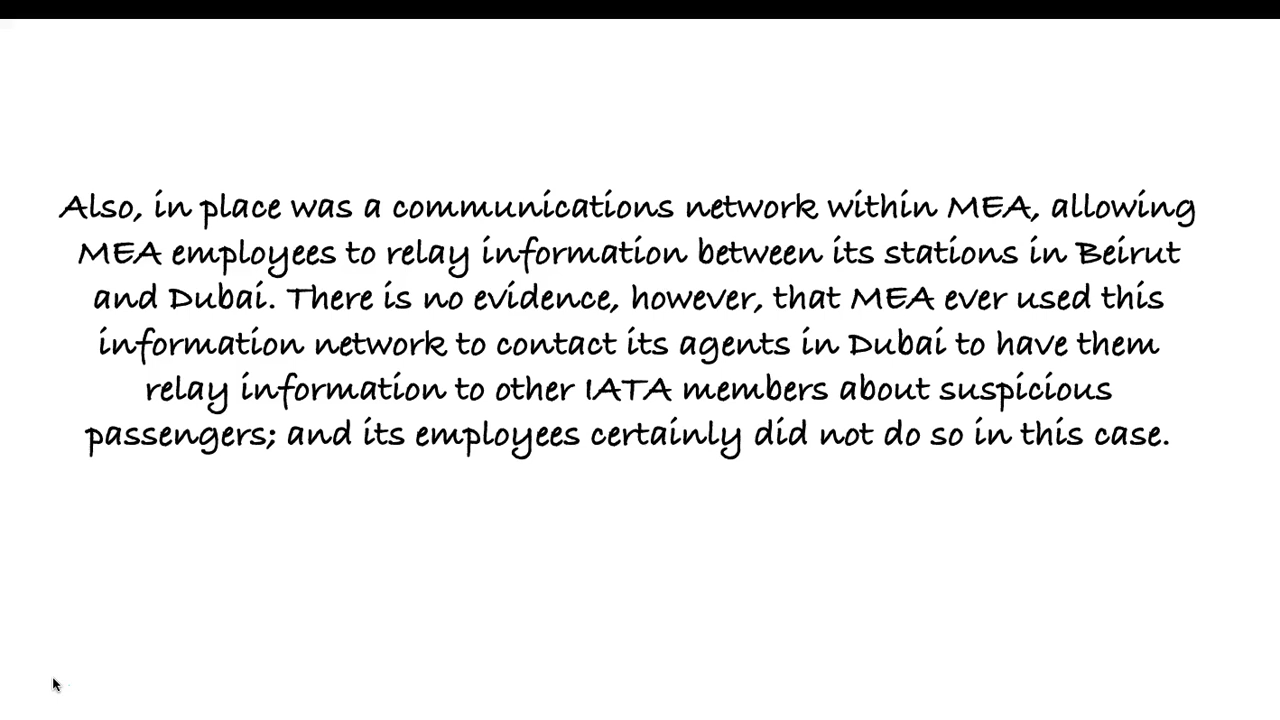 Also, in place was a communications network within MEA, allowing
MEA employees to relay information between its stations in Beirut
and Dubai. There is no evidence, however, that MEA ever used this
information network to contact its agents in Dubai to have them
relay information to other IATA members about suspicious
passengers; and its employees certainly did not do so in this case.